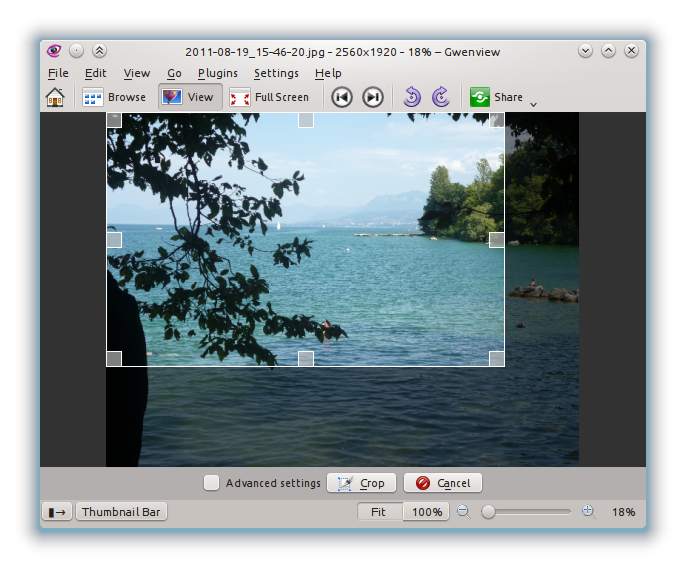 2011-08-19_15-46-20.jpg - 2560x1920 - 18% – Gwenview
File Edit View Go Plugins Settings Help
Browse View Full Screen Share
Advanced settings Crop Cancel
Thumbnail Bar Fit 100% 18%